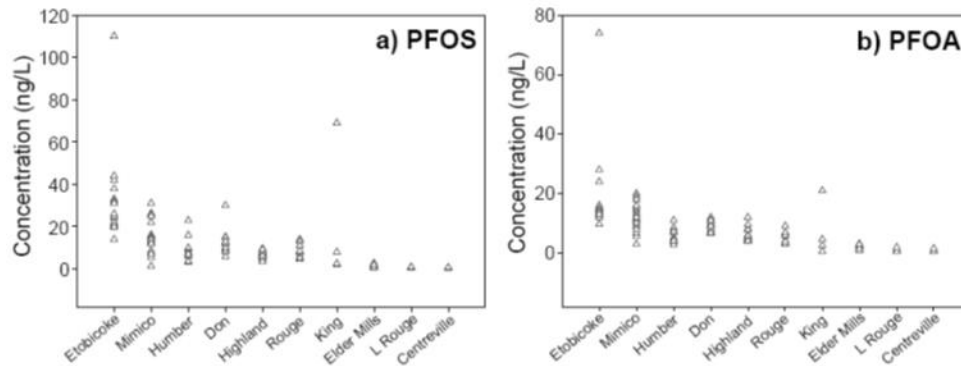 a) PFOS
Concentration (ng/L)
120
100
80
60
40
20
0
Etobicoke
Mimico
Humber
Don
Highland
Rouge
King
Elder Mills
L Rouge
Centreville
b) PFOA
Concentration (ng/L)
80
60
40
20
0
Etobicoke
Mimico
Humber
Don
Highland
Rouge
King
Elder Mills
L Rouge
Centreville